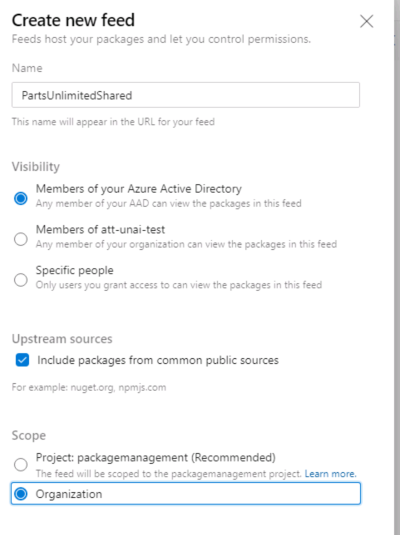 Create new feed
Feeds host your packages and let you control permissions.
Name
PartsUnlimitedShared
This name will appear in the URL for your feed
Visibility
Members of your Azure Active Directory
Any member of your AAD can view the packages in this feed
Members of att-unai-test
Any member of your organization can view the packages in this feed
Specific people
Only users you grant access to can view the packages in this feed
Upstream sources
Include packages from common public sources
For example: nuget.org, npmjs.com
Scope
Project: packagemanagement (Recommended)
The feed will be scoped to the packagemanagement project. Learn more.
Organization